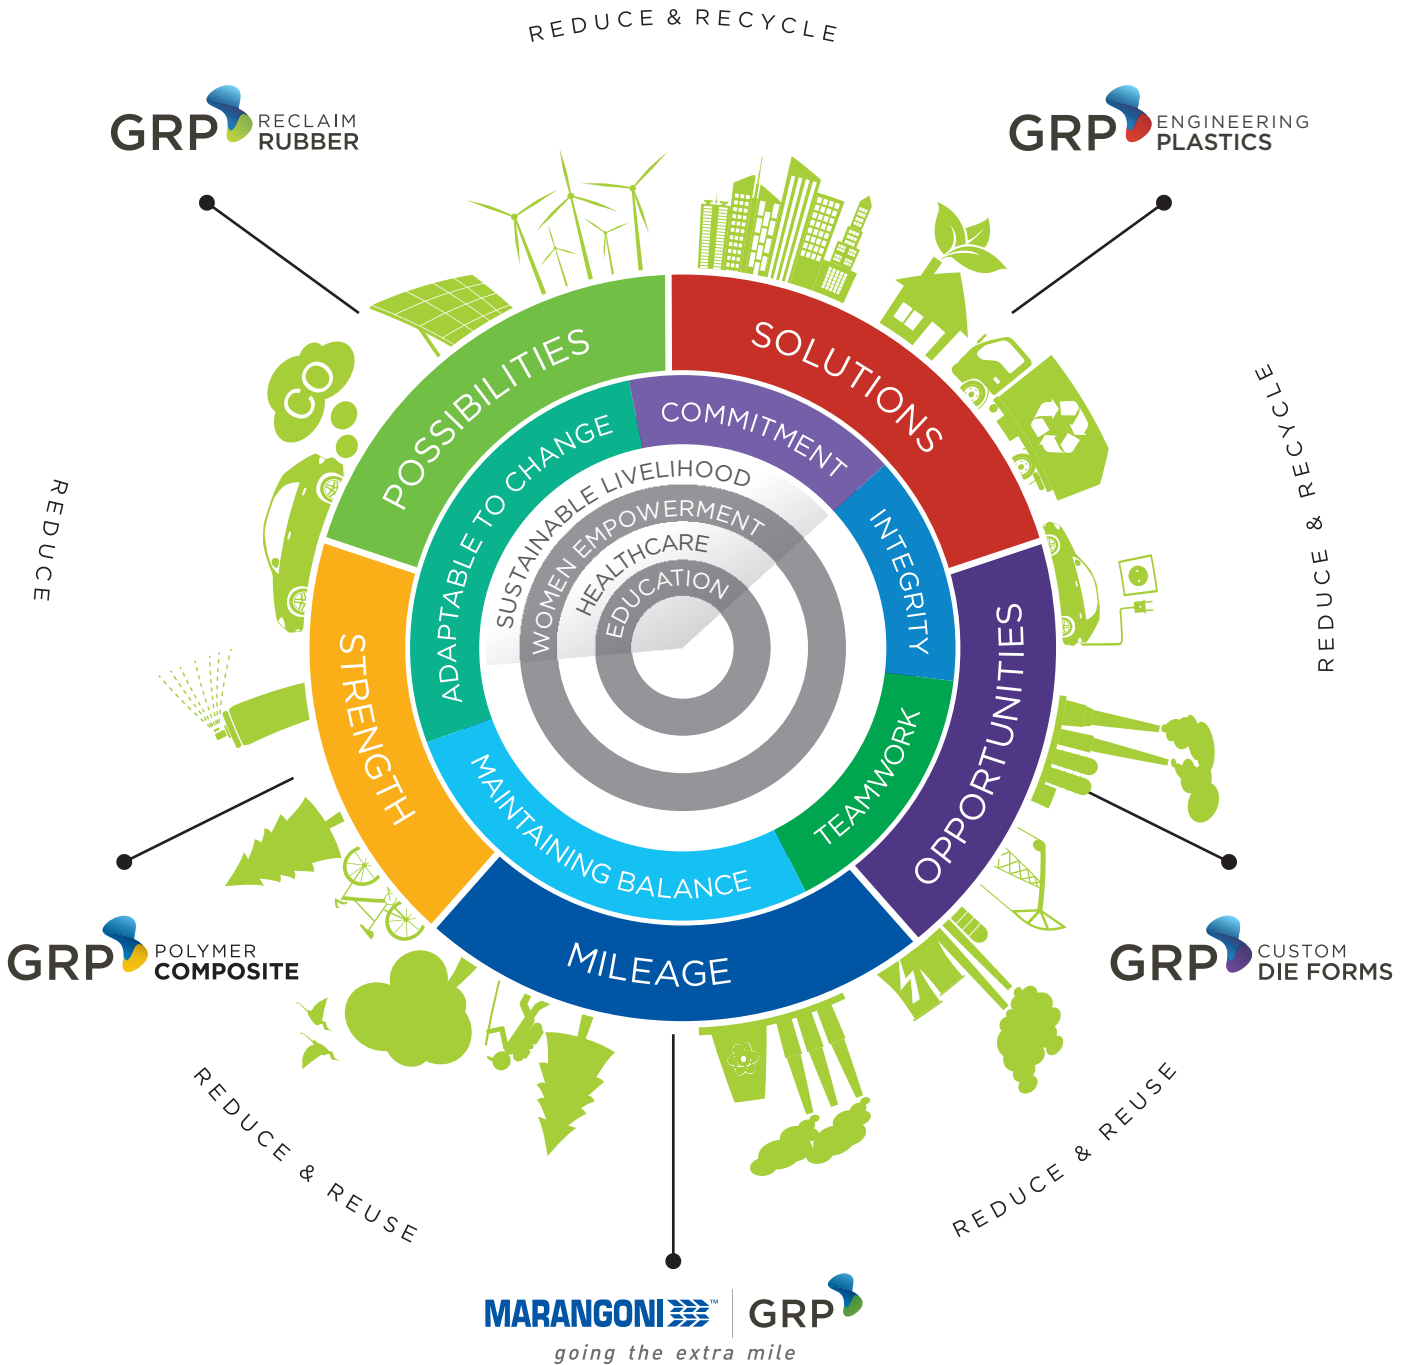 REDUCE & RECYCLE
GRP RECLAIM RUBBER
GRP ENGINEERING PLASTICS
POSSIBILITIES
SOLUTIONS
CO
REDUCE
REDUCE & RECYCLE
ADAPTABLE TO CHANGE
COMMITMENT
INTEGRITY
SUSTAINABLE LIVELIHOOD
WOMEN EMPOWERMENT
HEALTHCARE
EDUCATION
STRENGTH
OPPORTUNITIES
TEAMWORK
MAINTAINING BALANCE
MILEAGE
GRP POLYMER COMPOSITE
GRP CUSTOM DIE FORMS
REDUCE & REUSE
REDUCE & REUSE
MARANGONI™ GRP
going the extra mile